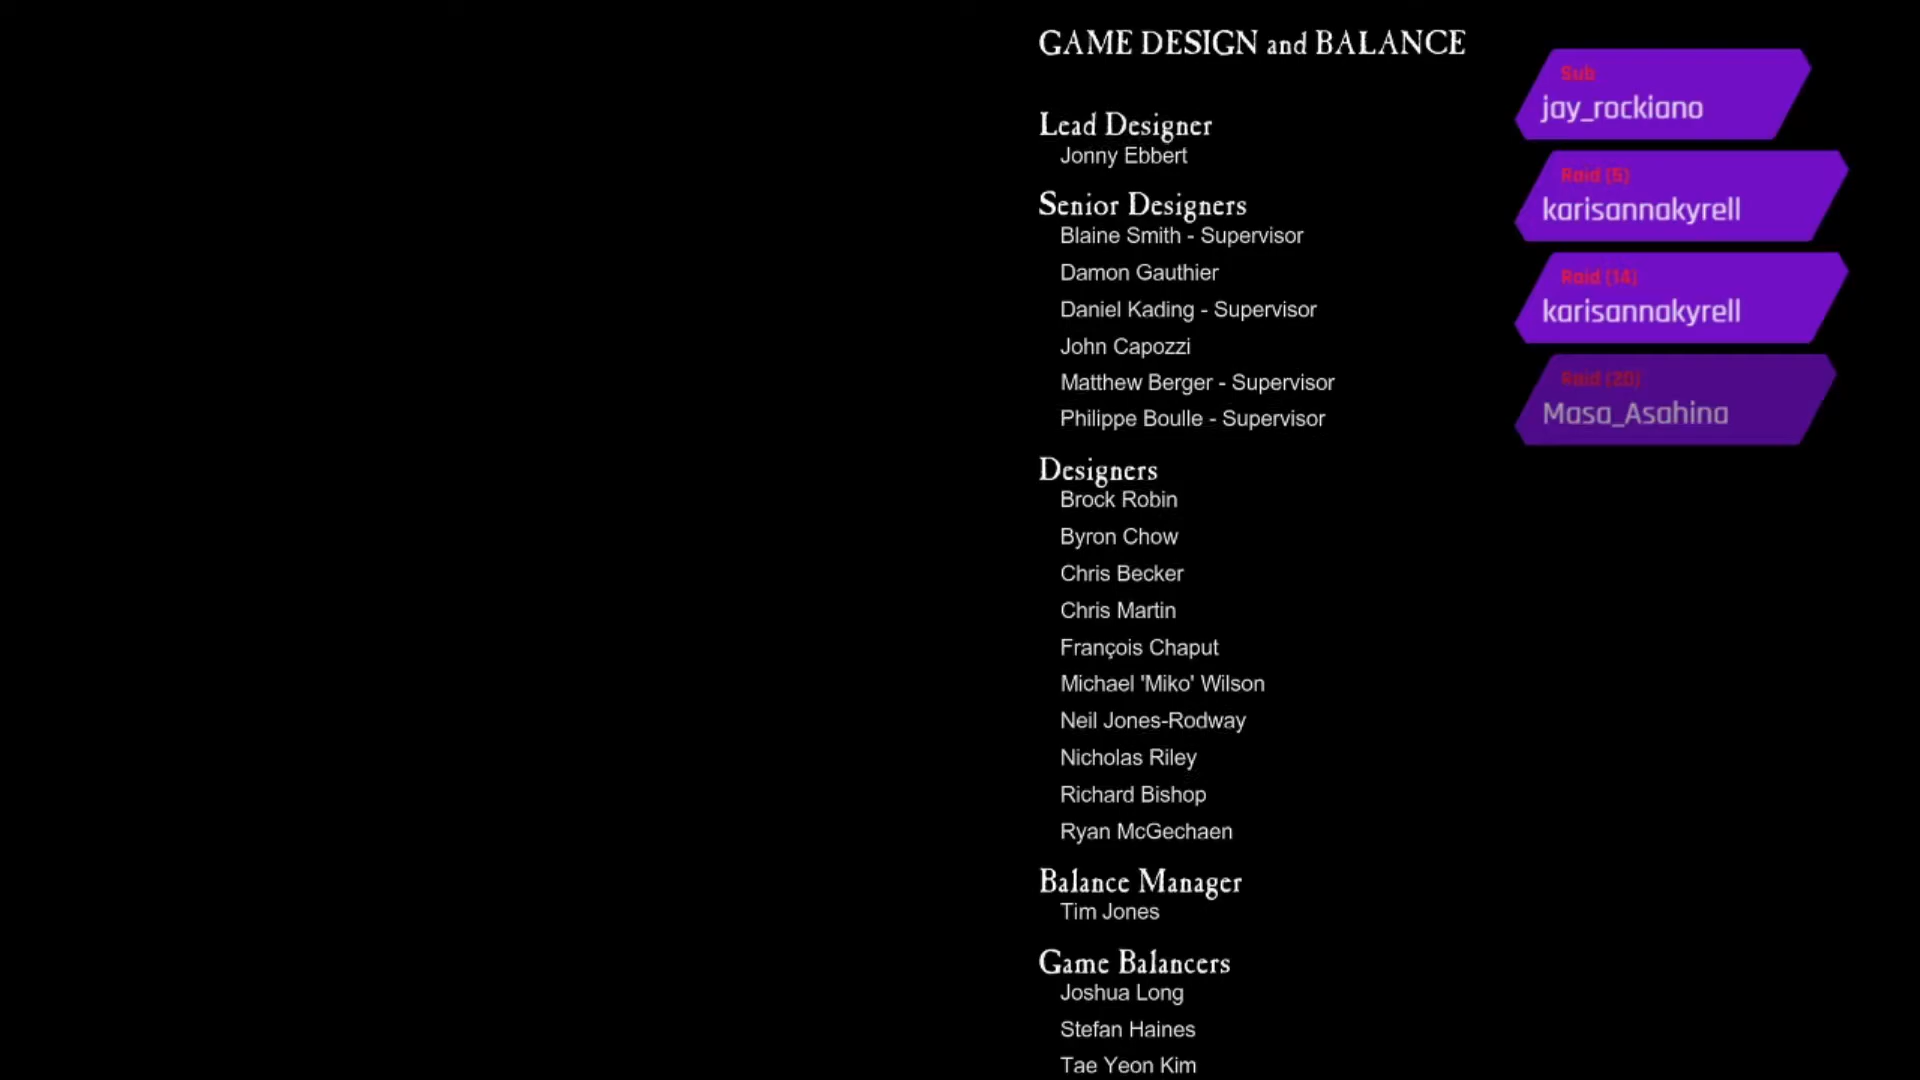 GAME DESIGN and BALANCE
Lead Designer
Jonny Ebbert
Senior Designers
Blaine Smith - Supervisor
Damon Gauthier
Daniel Kading - Supervisor
John Capozzi
Matthew Berger - Supervisor
Philippe Boulle - Supervisor
Designers
Brock Robin
Byron Chow
Chris Becker
Chris Martin
François Chaput
Michael 'Miko' Wilson
Neil Jones-Rodway
Nicholas Riley
Richard Bishop
Ryan McGechaen
Balance Manager
Tim Jones
Game Balancers
Joshua Long
Stefan Haines
Tae Yeon Kim
Sub
jay_rockiano
Raid (5)
karisannakyrell
Raid (14)
karisannakyrell
Raid (20)
Masa_Asahina